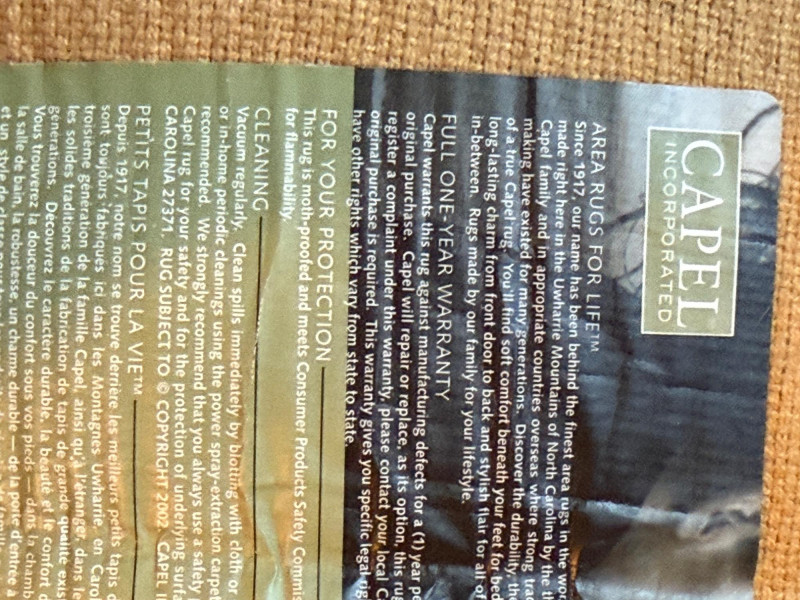 CAPEL
INCORPORATED
AREA RUGS FOR LIFE™
Since 1917, our name has been behind the finest area rugs in the
made right here in the Uwharrie Mountains of North Carolina by the
Capel family and in appropriate countries overseas where strong
making have existed for many generations. Discover the durability, the
of a true Capel rug. You'll find soft comfort beneath your feet for
long-lasting charm from front door to back and stylish flair for all of
in-between. Rugs made by our family for your lifestyle.
FULL ONE-YEAR WARRANTY
Capel warrants this rug against manufacturing defects for a (1) year
original purchase. Capel will repair or replace, as its option, this rug
register a complaint under this warranty, please contact your local
original purchase is required. This warranty gives you specific legal
have other rights which vary from state to state.
FOR YOUR PROTECTION
This rug is moth-proofed and meets Consumer Products Safety
for flammability.
CLEANING
Vacuum regularly. Clean spills immediately by blotting with cloth or
or in-home periodic cleanings using the power spray-extraction carpet
recommended. We strongly recommend that you always use a safety
Capel rug for your safety and for the protection of underlying
CAROLINA 27371. RUG SUBJECT TO © COPYRIGHT 2002 CAPEL
PETITS TAPIS POUR LA VIE™
Depuis 1917, notre nom se trouve derrière les meilleurs petits tapis
sont toujours fabriqués ici dans les Montagnes Uwharrie, en
troisième génération de la famille Capel, ainsi qu'à l'étranger, dans
les solides traditions de la fabrication de tapis de grande qualité
générations. Découvrez le caractère durable, la beauté et le confort
Vous trouverez la douceur du confort sous vos pieds — dans la
la salle de bain, la robustesse, un charme durable — de la porte d'entrée à
et un style de classe pour